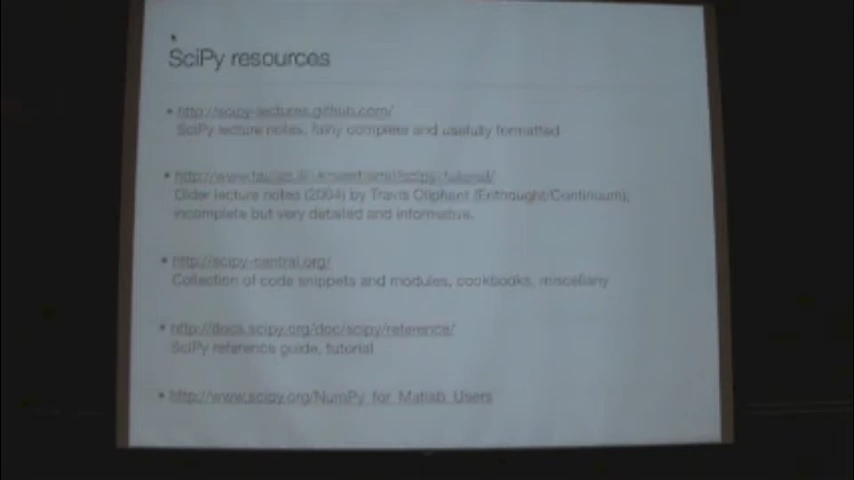 SciPy resources
• http://scipy-lectures.github.com/
SciPy lecture notes, fairly complete and usefully formatted
• http://www.tau.ac.il/
Older lecture notes (2004) by Travis Oliphant (Enthought/Continuum);
incomplete but very detailed and informative.
• http://scipy-central.org/
Collection of code snippets and modules, cookbooks, miscellany
• http://docs.scipy.org/doc/scipy/reference/
SciPy reference guide, tutorial
• http://www.scipy.org/NumPy_for_Matlab_Users